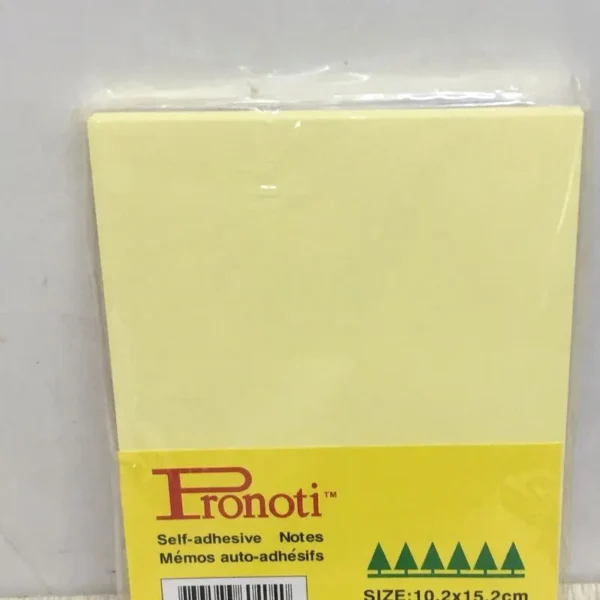 Pronoti™
Self-adhesive Notes
Mémos auto-adhésifs
SIZE:10.2x15.2cm